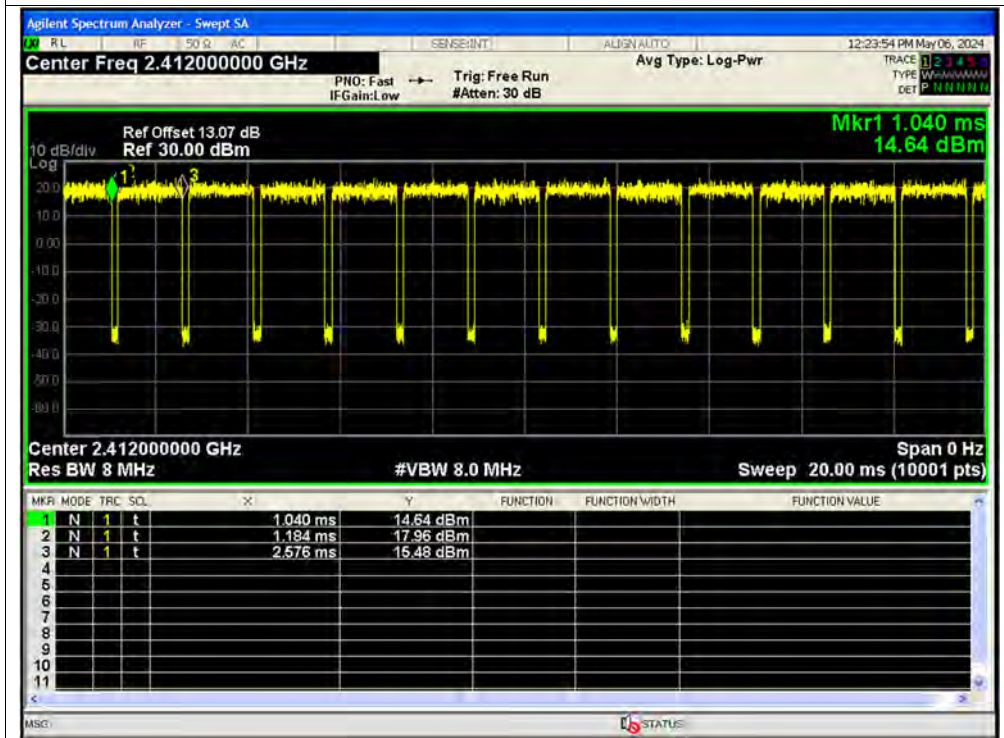 Agilent Spectrum Analyzer - Swept SA
RL RF 50 Ω AC SENSE:INT ALIGN AUTO 12:23:54 PM May 06, 2024
Center Freq 2.412000000 GHz
PNO: Fast
IFGain:Low
Trig: Free Run
#Atten: 30 dB
Avg Type: Log-Pwr
TRACE 1 2 3 4 5 6
TYPE W
DET P N N N N N
Ref Offset 13.07 dB
Ref 30.00 dBm
10 dB/div
Log
Mkr1 1.040 ms
14.64 dBm
1
3
20.0
10.0
0.00
-10.0
-20.0
-30.0
-40.0
-50.0
-60.0
Center 2.412000000 GHz
Res BW 8 MHz
#VBW 8.0 MHz
Span 0 Hz
Sweep 20.00 ms (10001 pts)
MKR MODE TRC SCL X Y FUNCTION FUNCTION WIDTH FUNCTION VALUE
1 N 1 t 1.040 ms 14.64 dBm
2 N 1 t 1.184 ms 17.96 dBm
3 N 1 t 2.576 ms 15.48 dBm
4
5
6
7
8
9
10
11
MSG STATUS